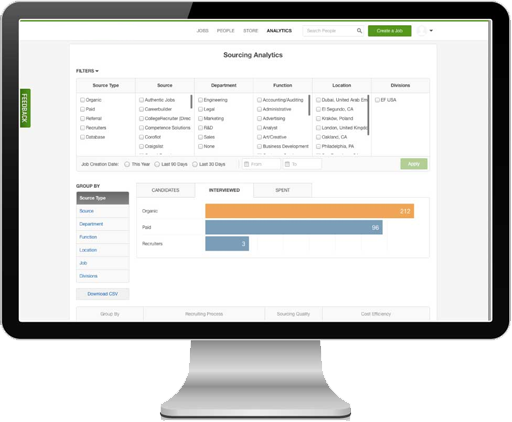 JOBS PEOPLE STORE ANALYTICS Search People Create a Job
Sourcing Analytics
FILTERS
FEEDBACK
Source Type Source Department Function Location Divisions
Organic Authentic Jobs Engineering Accounting/Auditing Dubai, United Arab Em EF USA
Paid Careerbuilder Legal Administrative El Segundo, CA
Referral CollegeRecruiter (Direc Marketing Advertising Krakow, Poland
Recruiters Competence Solutions R&D Analyst London, United Kingdo
Database Coroflot Sales Art/Creative Oakland, CA
Craigslist None Business Development Philadelphia, PA
Job Creation Date: This Year Last 90 Days Last 30 Days From To Apply
GROUP BY
CANDIDATES INTERVIEWED SPENT
Source Type
Source
Department
Function
Location
Job
Divisions
Download CSV
Organic 212
Paid 96
Recruiters 3
Group By Recruiting Process Sourcing Quality Cost Efficiency